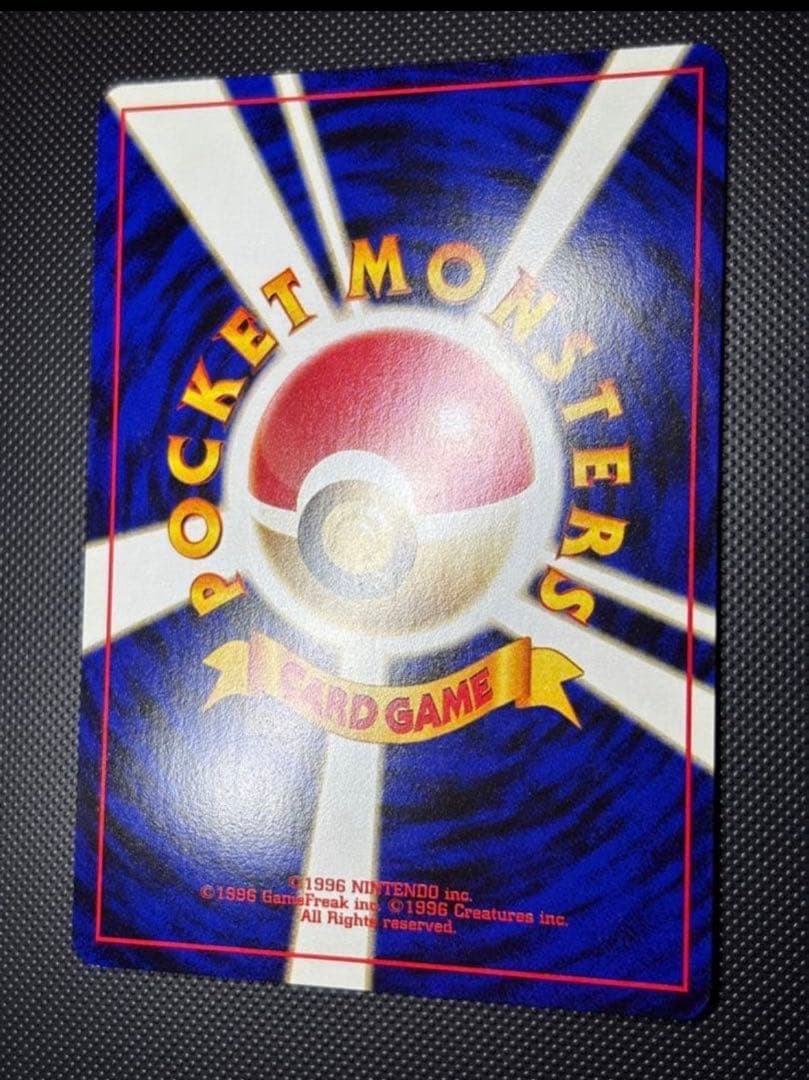 POCKET MONSTERS
CARD GAME
©1996 NINTENDO inc.
©1996 GameFreak inc. ©1996 Creatures inc.
All Rights reserved.